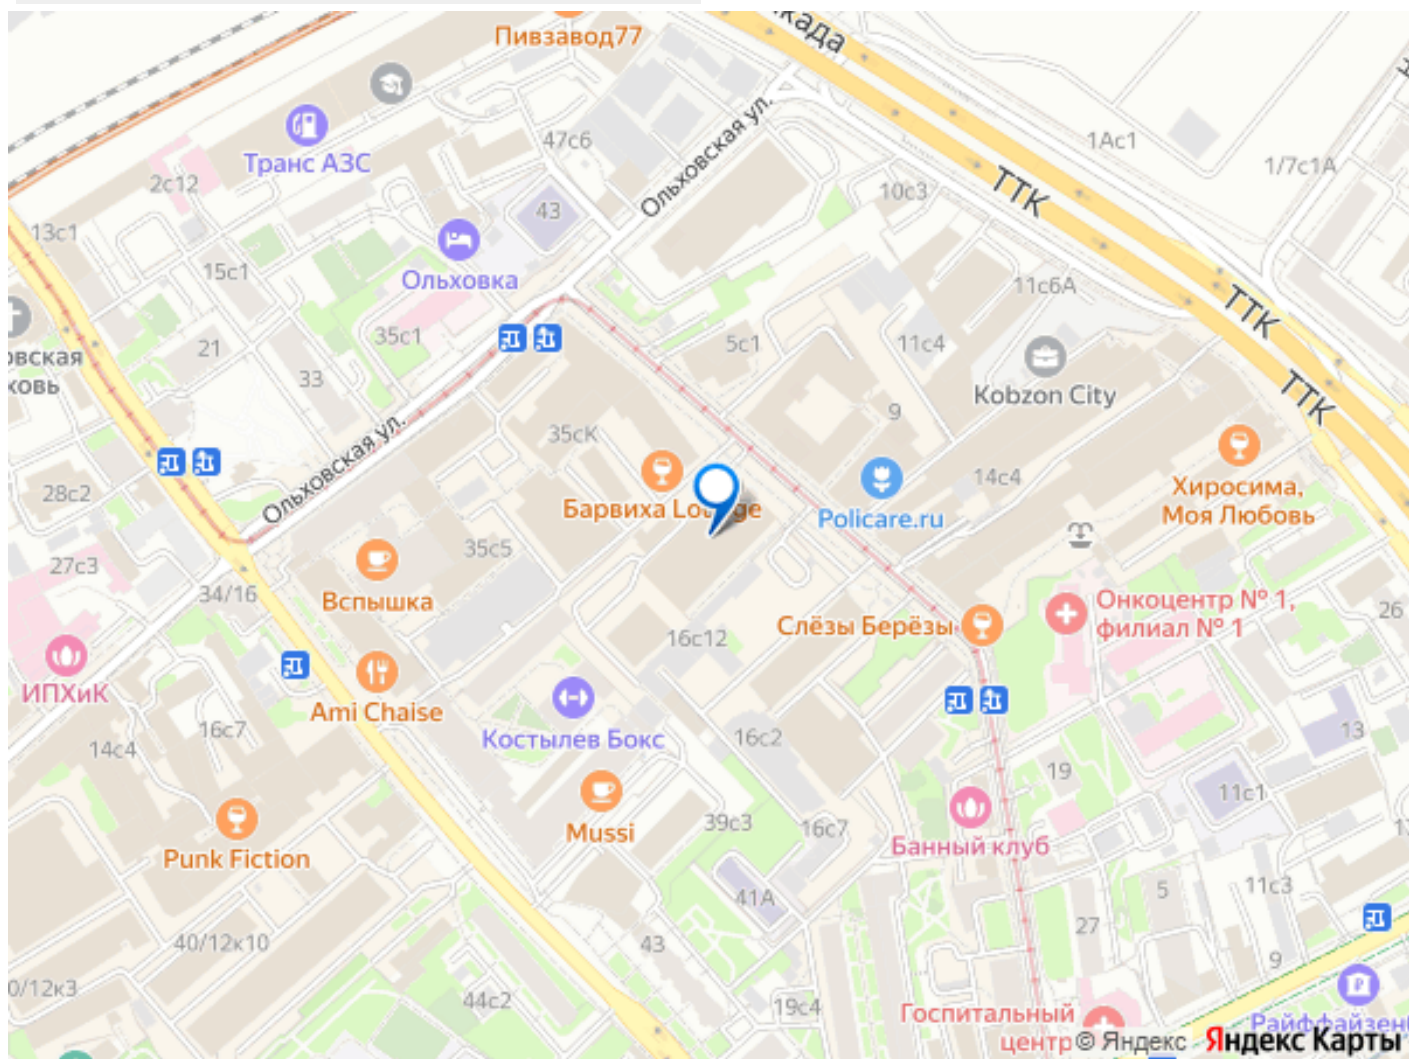 када
Пивзавод77
Транс АЗС
2с12
47с6
Ольховская ул.
1Ас1
1/7с1А
ТТК
10с3
13с1
43
15с1
Ольховка
11с6А
ТТК
овская
ковь
21
35с1
5с1
11с4
33
Kobzon City
ТТК
9
35сК
Ольховская ул.
14с4
28с2
Барвиха Lounge
Policare.ru
Хиросима,
Моя Любовь
35с5
27с3
34/16
Вспышка
16с12
Слёзы Берёзы
Онкоцентр № 1,
филиал № 1
26
ИПХиК
Ami Chaise
16с7
14с4
Костылев Бокс
16с2
13
19
11с1
Mussi
39с3
16с7
Банный клуб
Punk Fiction
41А
5
11с3
27
40/12к10
43
9
0/12к3
44с2
19с4
Госпитальный
центр
Райффайзен
© Яндекс
Яндекс Карты